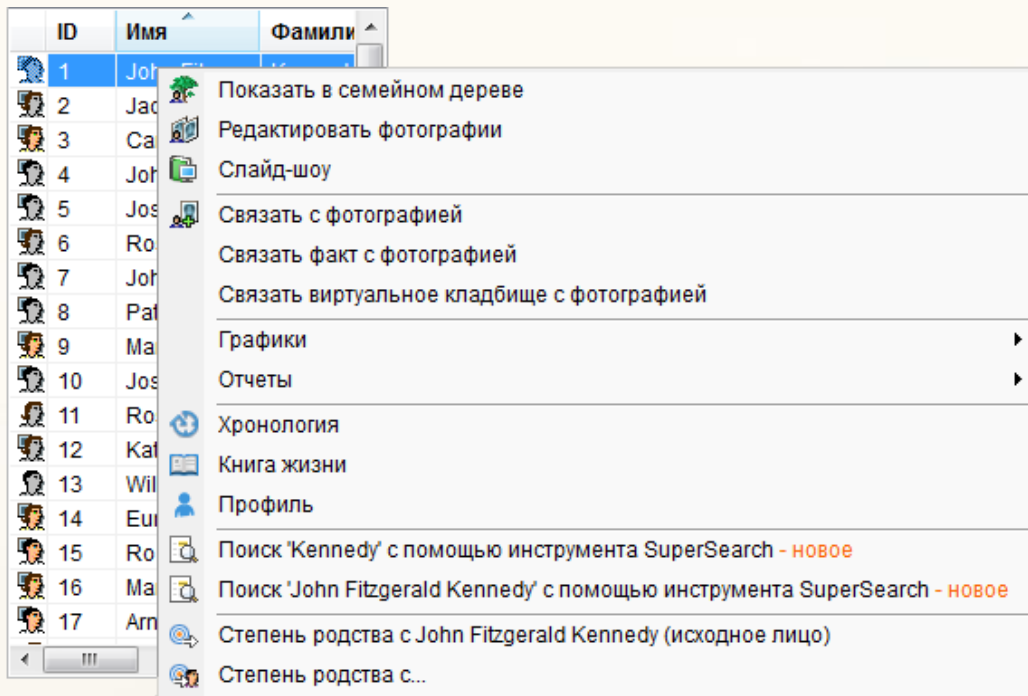 ID Имя Фамили
1
2 Jac
3
4 Joh
5 Jos
6 Ro
7 Joh
8 Pat
9 Mar
10 Jos
11 Ro
12 Kat
13 Wil
14 Eu
15 Ro
16 Ma
17 Arn
Показать в семейном дереве
Редактировать фотографии
Слайд-шоу
Связать с фотографией
Связать факт с фотографией
Связать виртуальное кладбище с фотографией
Графики
Отчеты
Хронология
Книга жизни
Профиль
Поиск 'Kennedy' с помощью инструмента SuperSearch - новое
Поиск 'John Fitzgerald Kennedy' с помощью инструмента SuperSearch - новое
Степень родства с John Fitzgerald Kennedy (исходное лицо)
Степень родства с...